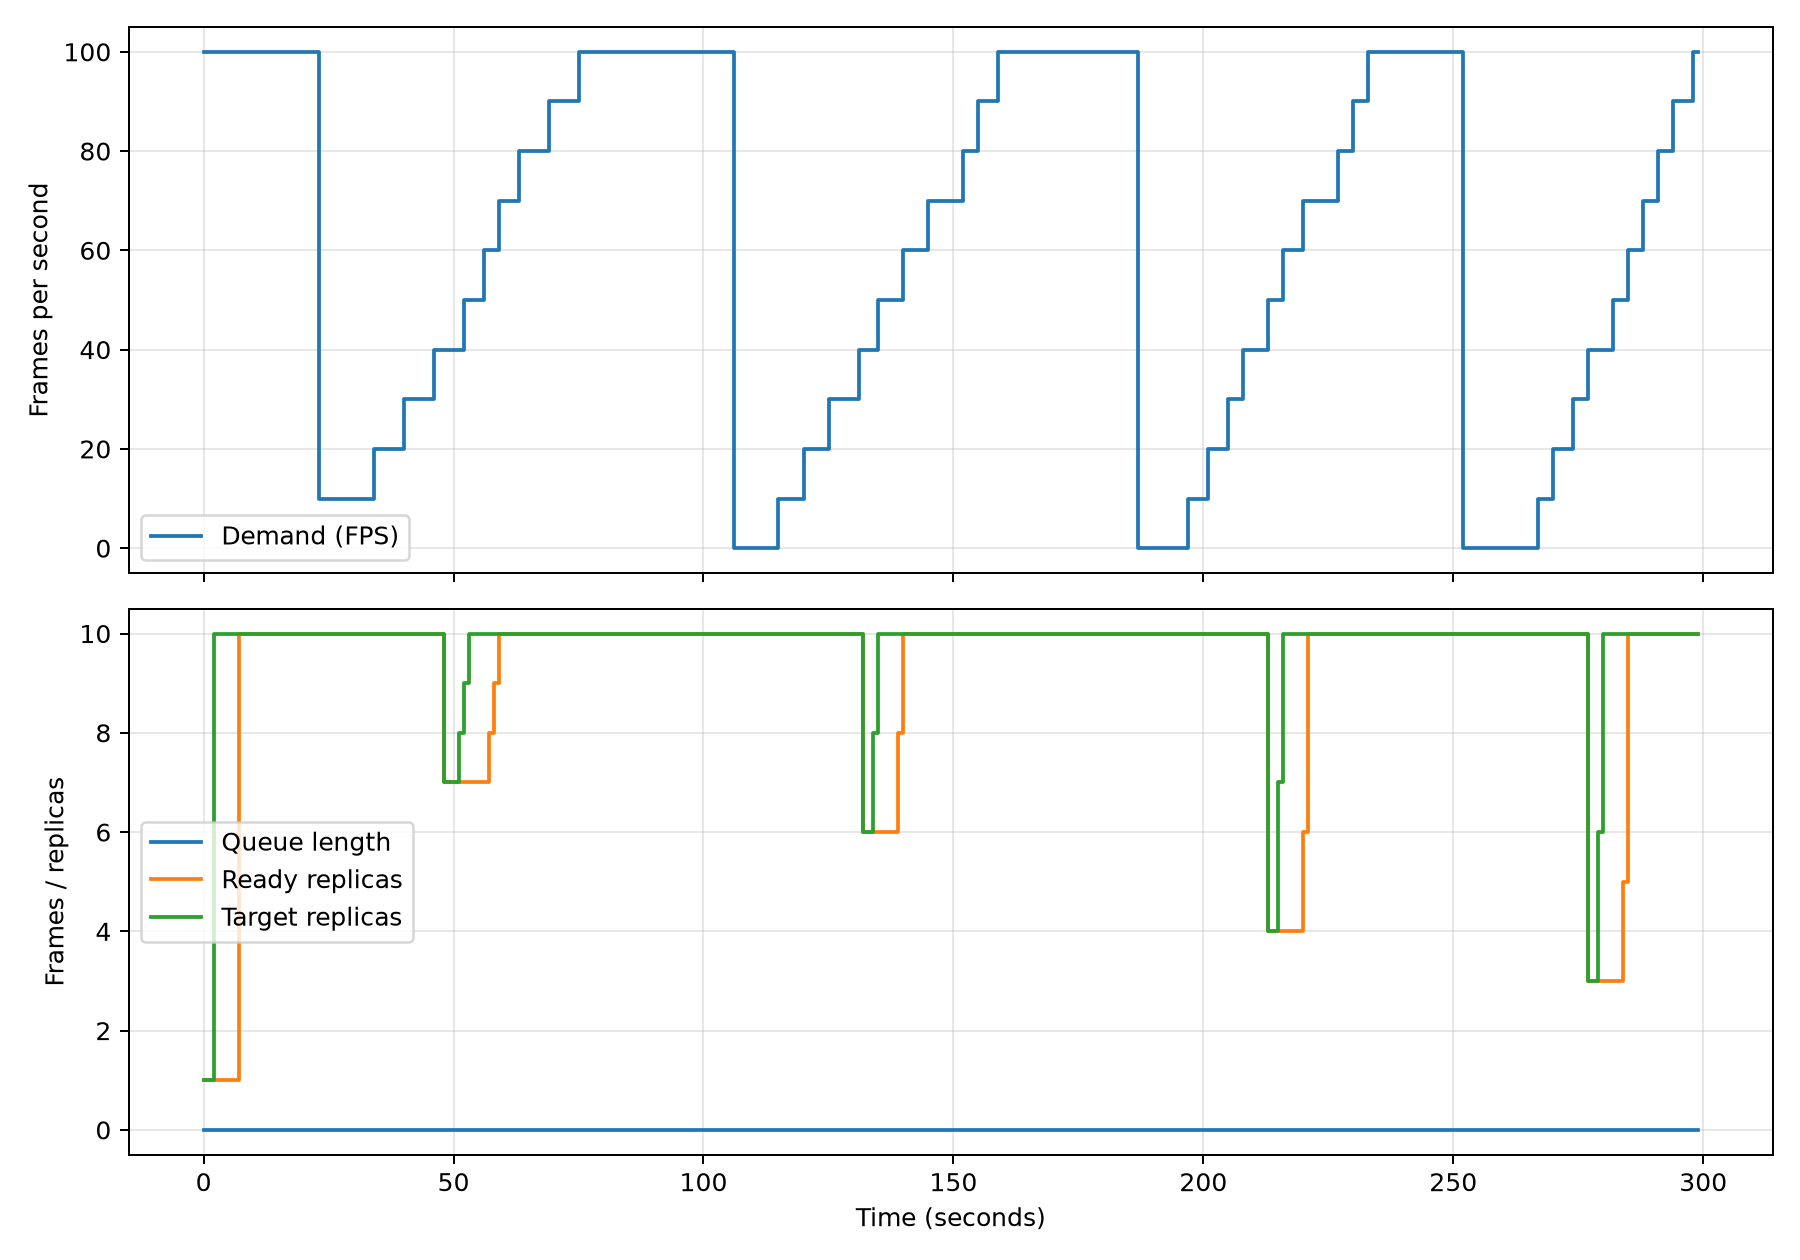 100
80
60
40
20
0
Frames per second
Demand (FPS)
10
8
6
4
2
0
Frames / replicas
Queue length
Ready replicas
Target replicas
0 50 100 150 200 250 300
Time (seconds)